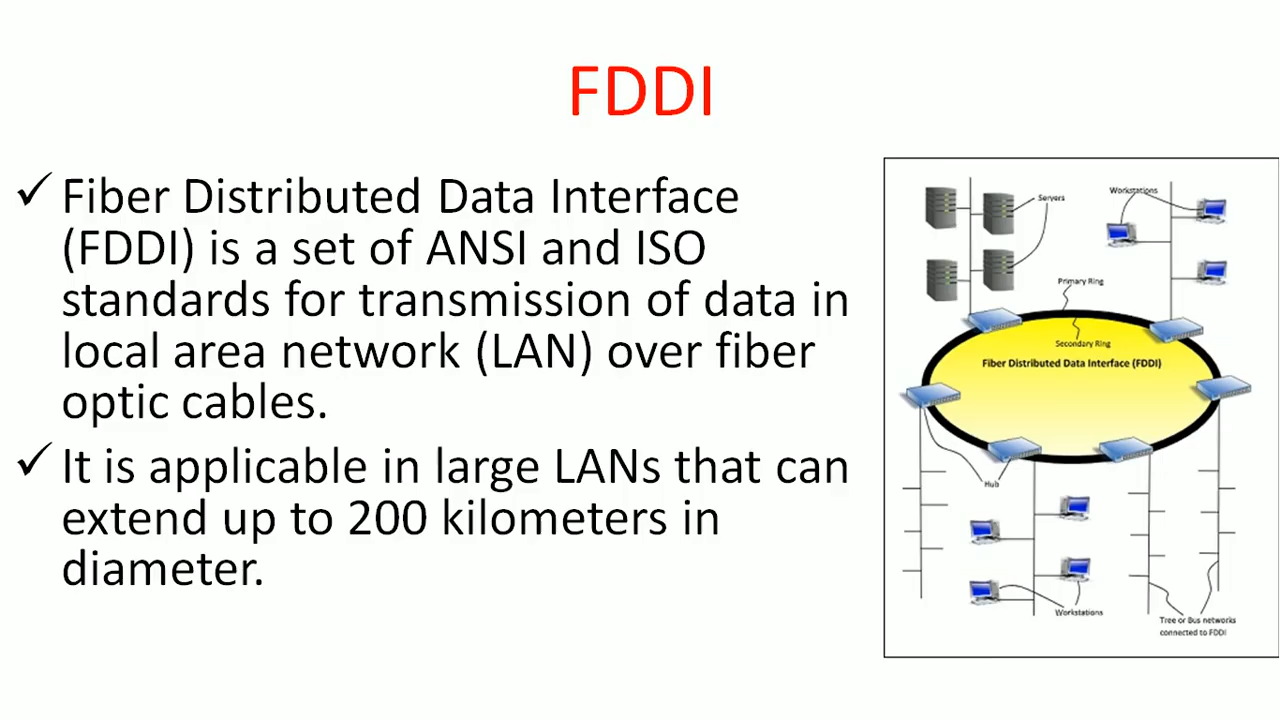 FDDI
✓ Fiber Distributed Data Interface
(FDDI) is a set of ANSI and ISO
standards for transmission of data in
local area network (LAN) over fiber
optic cables.
✓ It is applicable in large LANs that can
extend up to 200 kilometers in
diameter.
Servers
Workstations
Primary Ring
Secondary Ring
Fiber Distributed Data Interface (FDDI)
Hub
Workstations
Tree or Bus networks
connected to FDDI